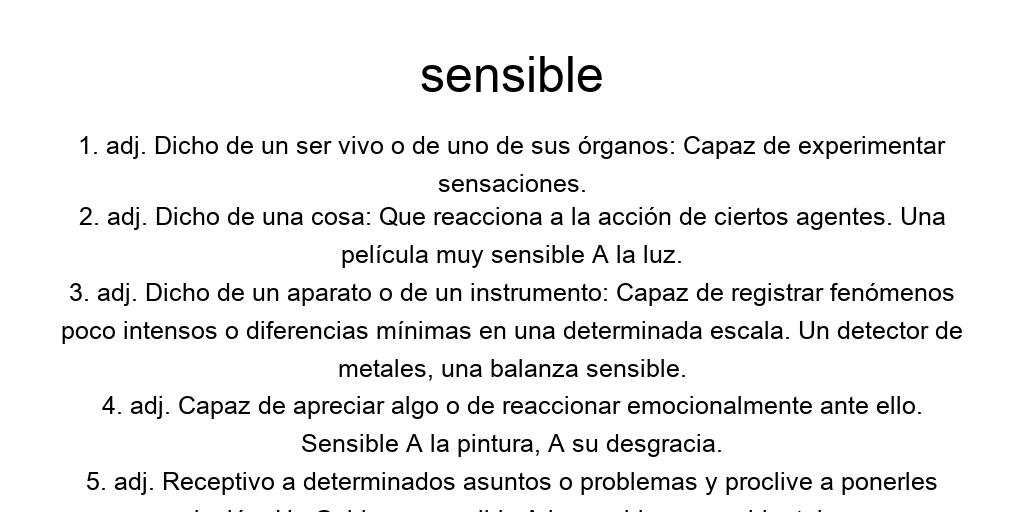 sensible
1. adj. Dicho de un ser vivo o de uno de sus órganos: Capaz de experimentar
sensaciones.
2. adj. Dicho de una cosa: Que reacciona a la acción de ciertos agentes. Una
película muy sensible A la luz.
3. adj. Dicho de un aparato o de un instrumento: Capaz de registrar fenómenos
poco intensos o diferencias mínimas en una determinada escala. Un detector de
metales, una balanza sensible.
4. adj. Capaz de apreciar algo o de reaccionar emocionalmente ante ello.
Sensible A la pintura, A su desgracia.
5. adj. Receptivo a determinados asuntos o problemas y proclive a ponerles